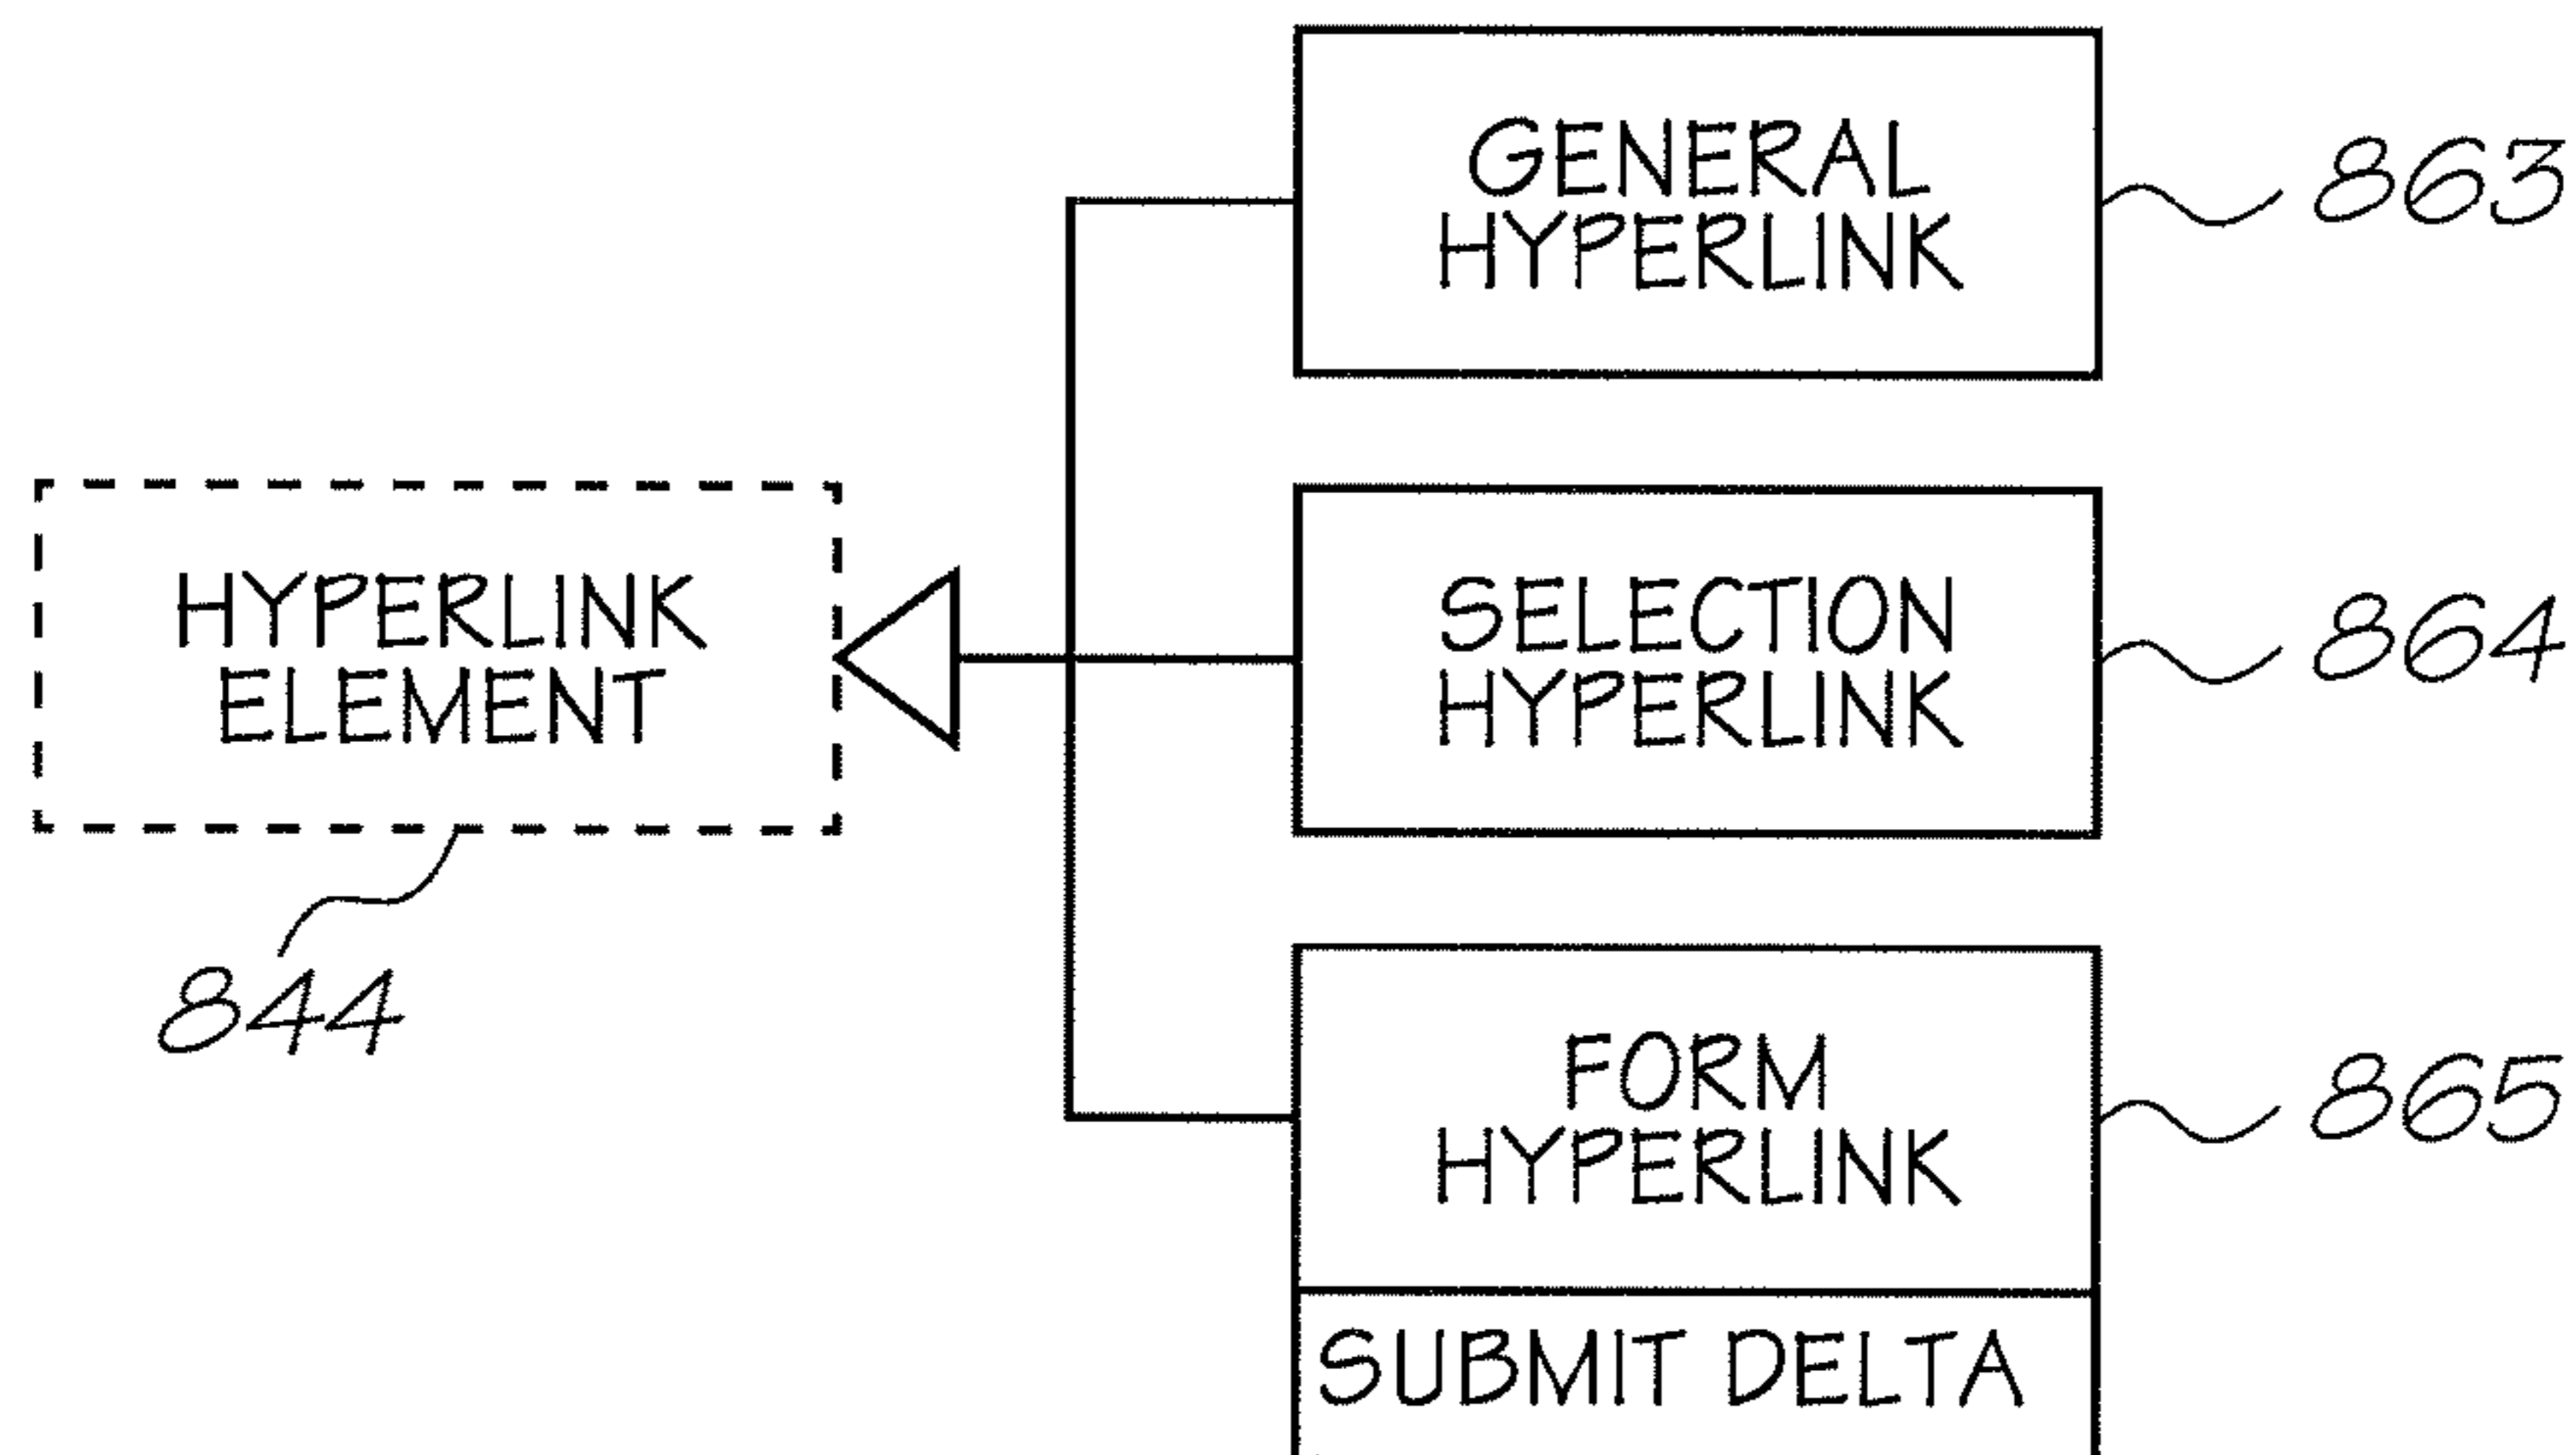 GENERAL
HYPERLINK
863
HYPERLINK
ELEMENT
844
SELECTION
HYPERLINK
864
FORM
HYPERLINK
865
SUBMIT DELTA